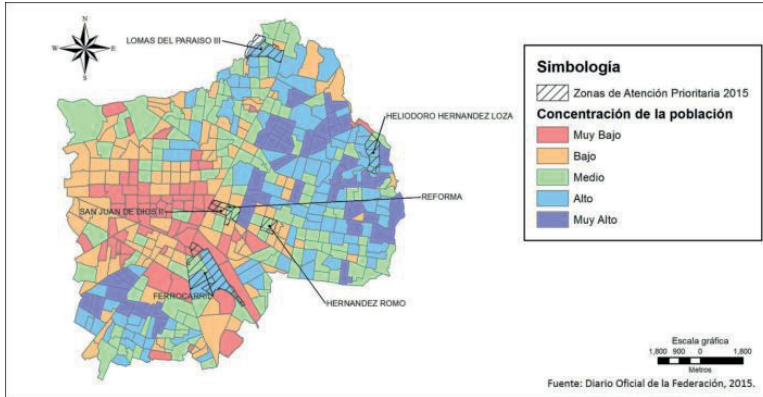 N
W
E
S
LOMAS DEL PARAISO III
HELIODORO HERNANDEZ LOZA
REFORMA
SAN JUAN DE DIOS II
FERROCARRIL
HERNANDEZ ROMO
Simbología
Zonas de Atención Prioritaria 2015
Concentración de la población
Muy Bajo
Bajo
Medio
Alto
Muy Alto
Escala gráfica
1,800 900 0 1,800
Metros
Fuente: Diario Oficial de la Federación, 2015.